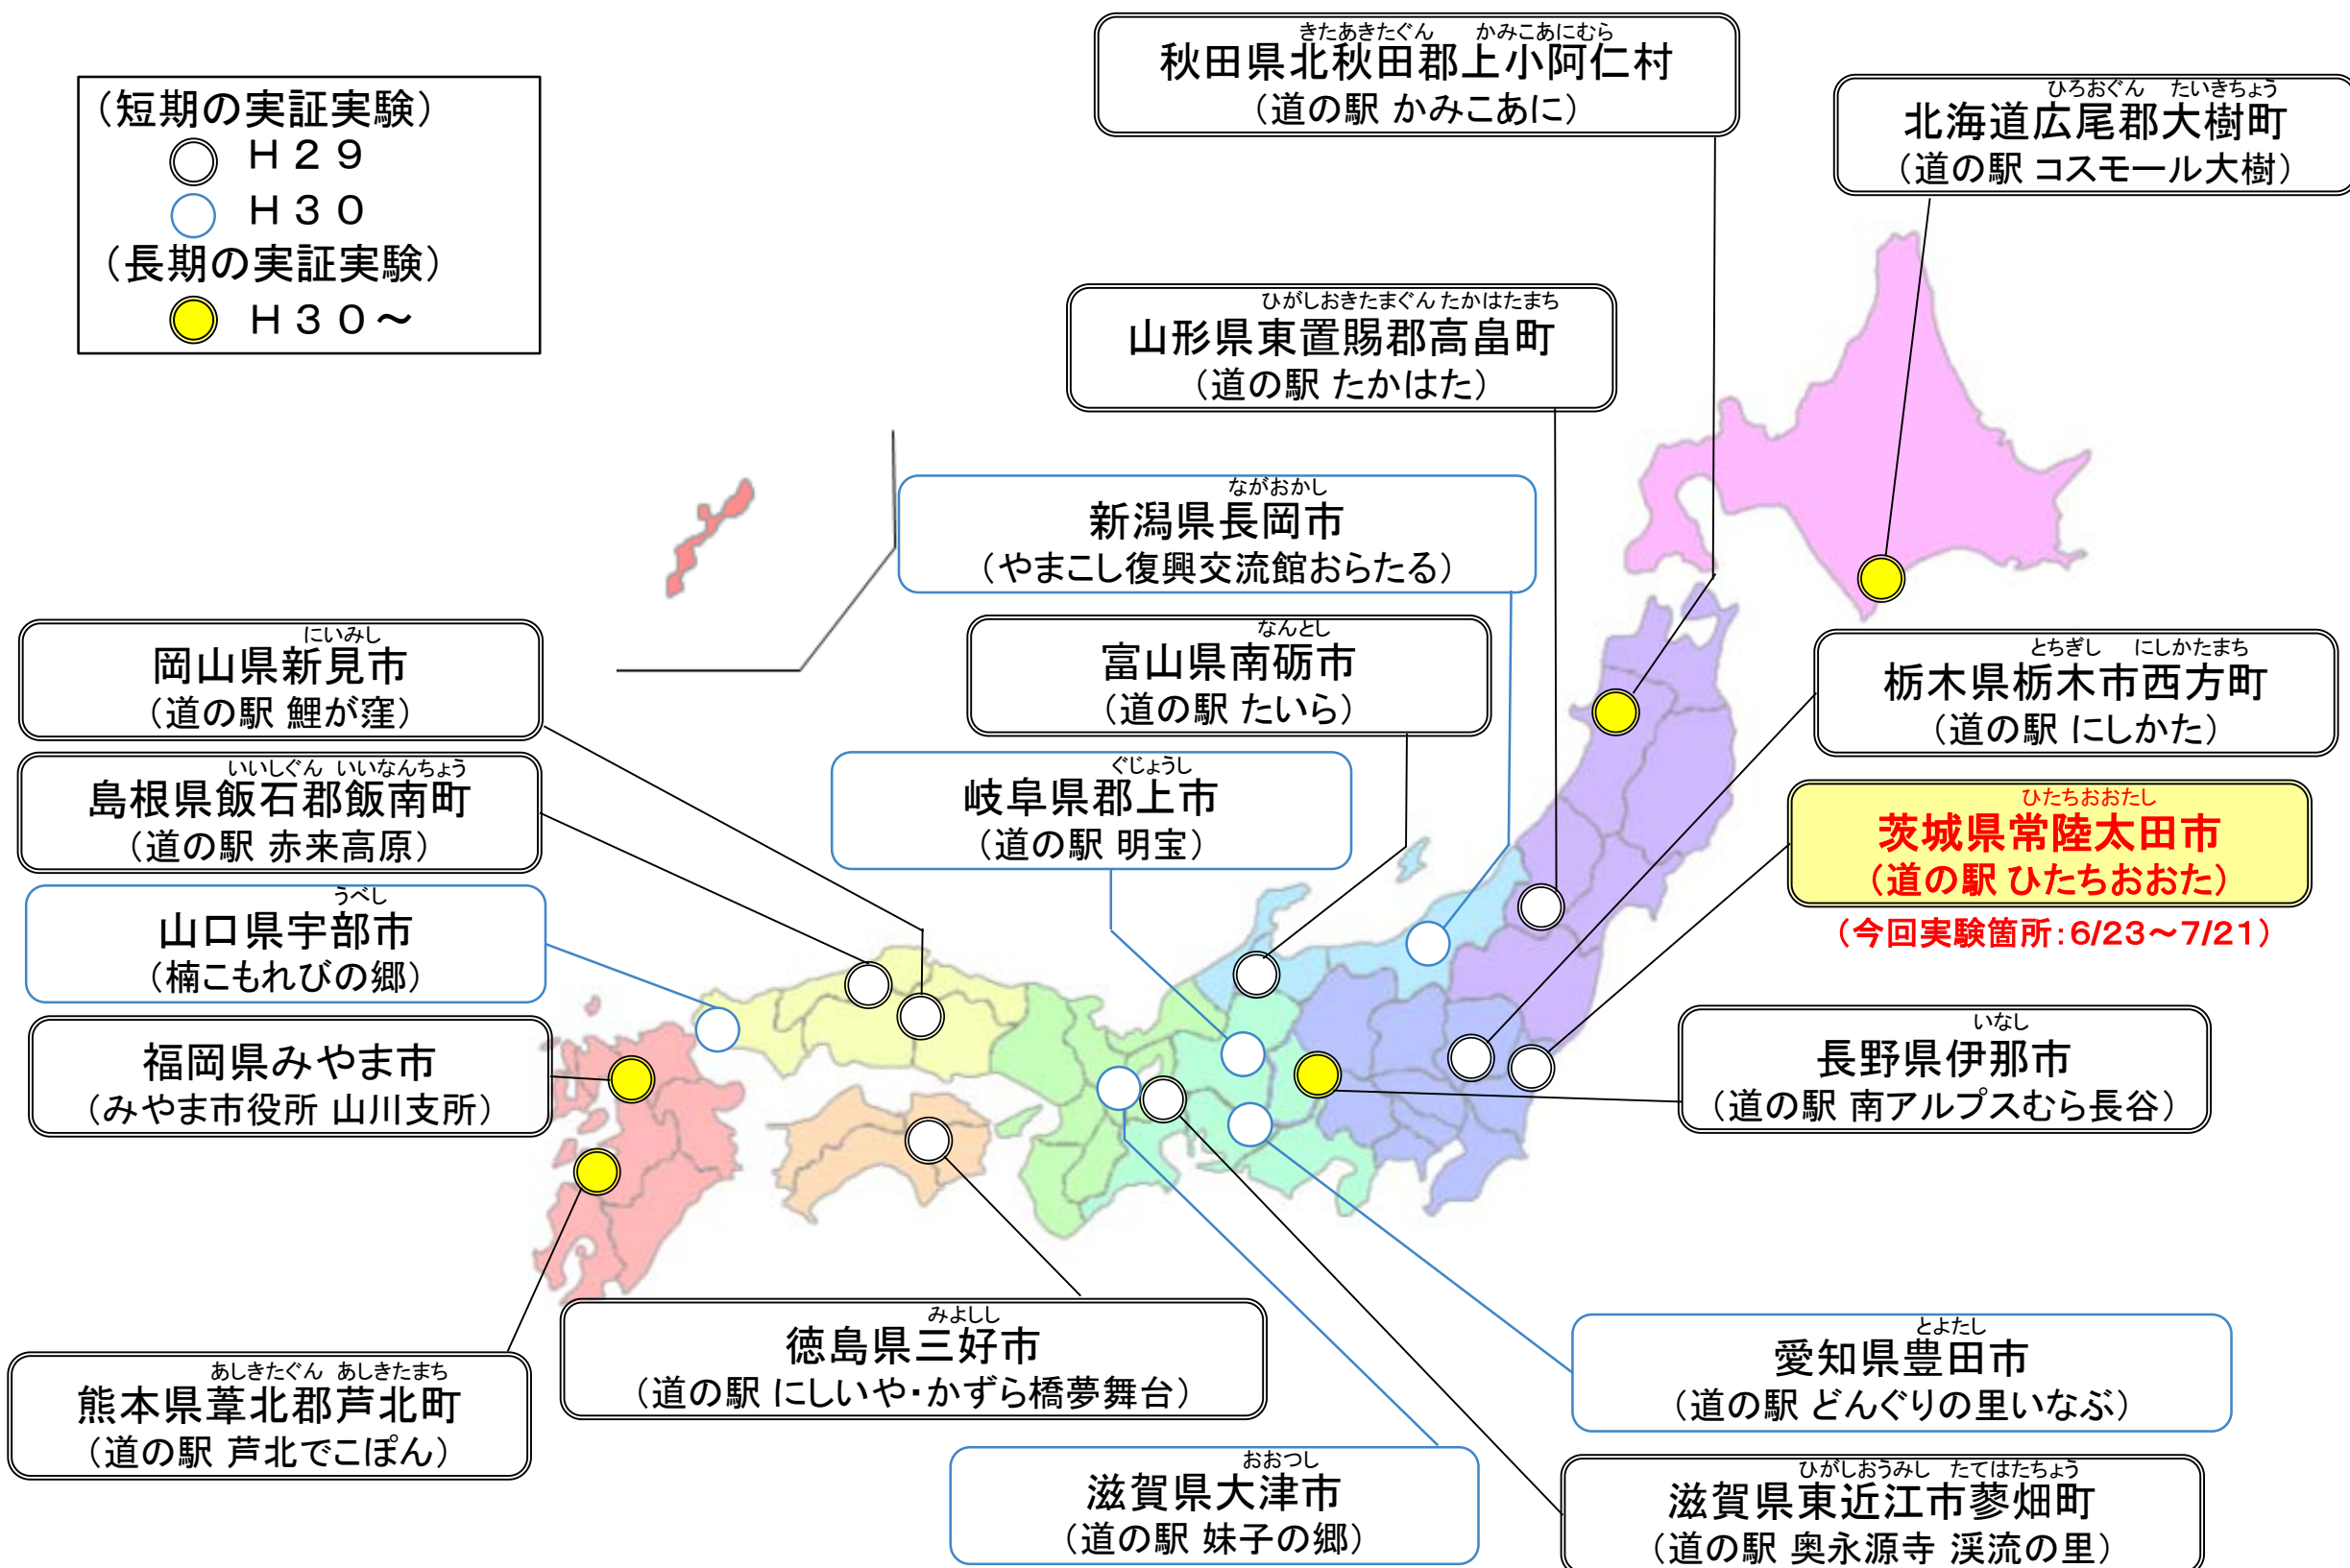 （短期の実証実験）
Ｈ２９
Ｈ３０
（長期の実証実験）
Ｈ３０～
きたあきたぐん　かみこあにむら
秋田県北秋田郡上小阿仁村
（道の駅 かみこあに）
ひろおぐん　たいきちょう
北海道広尾郡大樹町
（道の駅 コスモール大樹）
ひがしおきたまぐん たかはたまち
山形県東置賜郡高畠町
（道の駅 たかはた）
ながおかし
新潟県長岡市
（やまこし復興交流館おらたる）
なんとし
富山県南砺市
（道の駅 たいら）
ぐじょうし
岐阜県郡上市
（道の駅 明宝）
にいみし
岡山県新見市
（道の駅 鯉が窪）
いいしぐん いいなんちょう
島根県飯石郡飯南町
（道の駅 赤来高原）
うべし
山口県宇部市
（楠こもれびの郷）
福岡県みやま市
（みやま市役所 山川支所）
あしきたぐん あしきたまち
熊本県葦北郡芦北町
（道の駅 芦北でこぽん）
とちぎし　にしかたまち
栃木県栃木市西方町
（道の駅 にしかた）
ひたちおおたし
茨城県常陸太田市
（道の駅 ひたちおおた）
（今回実験箇所：6/23～7/21）
いなし
長野県伊那市
（道の駅 南アルプスむら長谷）
みよしし
徳島県三好市
（道の駅 にしいや・かずら橋夢舞台）
とよたし
愛知県豊田市
（道の駅 どんぐりの里いなぶ）
おおつし
滋賀県大津市
（道の駅 妹子の郷）
ひがしおうみし　たてはたちょう
滋賀県東近江市蓼畑町
（道の駅 奥永源寺 渓流の里）